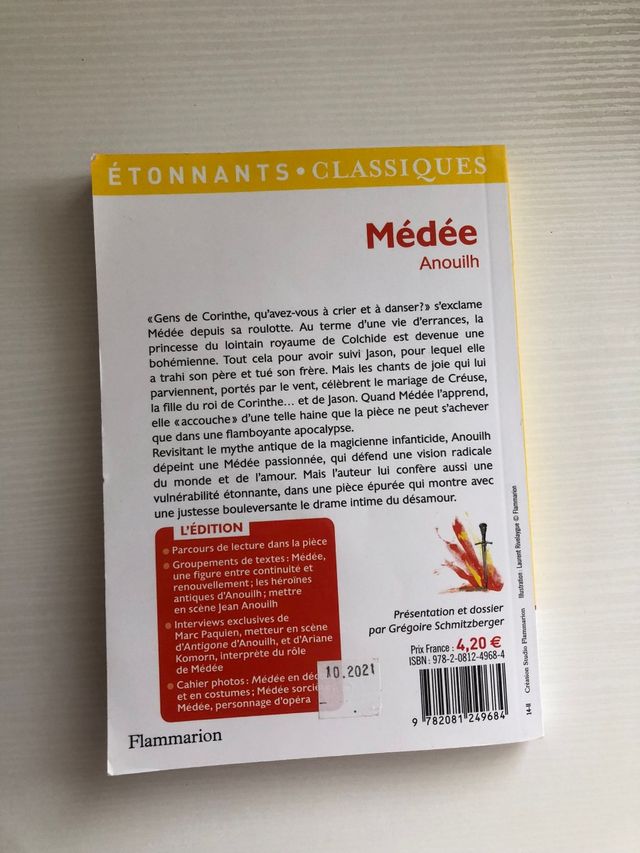 ÉTONNANTS • CLASSIQUES
Médée
Anouilh
« Gens de Corinthe, qu'avez-vous à crier et à danser ? » s'exclame
Médée depuis sa roulotte. Au terme d'une vie d'errances, la
princesse du lointain royaume de Colchide est devenue une
bohémienne. Tout cela pour avoir suivi Jason, pour lequel elle
a trahi son père et tué son frère. Mais les chants de joie qui lui
parviennent, portés par le vent, célèbrent le mariage de Créuse,
la fille du roi de Corinthe... et de Jason. Quand Médée l'apprend,
elle « accouche » d'une telle haine que la pièce ne peut s'achever
que dans une flamboyante apocalypse.
Revisitant le mythe antique de la magicienne infanticide, Anouilh
dépeint une Médée passionnée, qui défend une vision radicale
du monde et de l'amour. Mais l'auteur lui confère aussi une
vulnérabilité étonnante, dans une pièce épurée qui montre avec
une justesse bouleversante le drame intime du désamour.
L'ÉDITION
• Parcours de lecture dans la pièce
• Groupements de textes : Médée,
une figure entre continuité et
renouvellement ; les héroïnes
antiques d'Anouilh ; mettre
en scène Jean Anouilh
• Interviews exclusives de
Marc Paquien, metteur en scène
d'Antigone d'Anouilh, et d'Ariane
Komorn, interprète du rôle
de Médée
• Cahier photos : Médée en déc
et en costumes ; Médée sorciè
Médée, personnage d'opéra
10.2021
Flammarion
Présentation et dossier
par Grégoire Schmitzberger
Prix France : 4,20 €
ISBN : 978-2-0812-4968-4
9 782081 249684
14-II
Création Studio Flammarion
Illustration : Laurent Rivelaygue © Flammarion